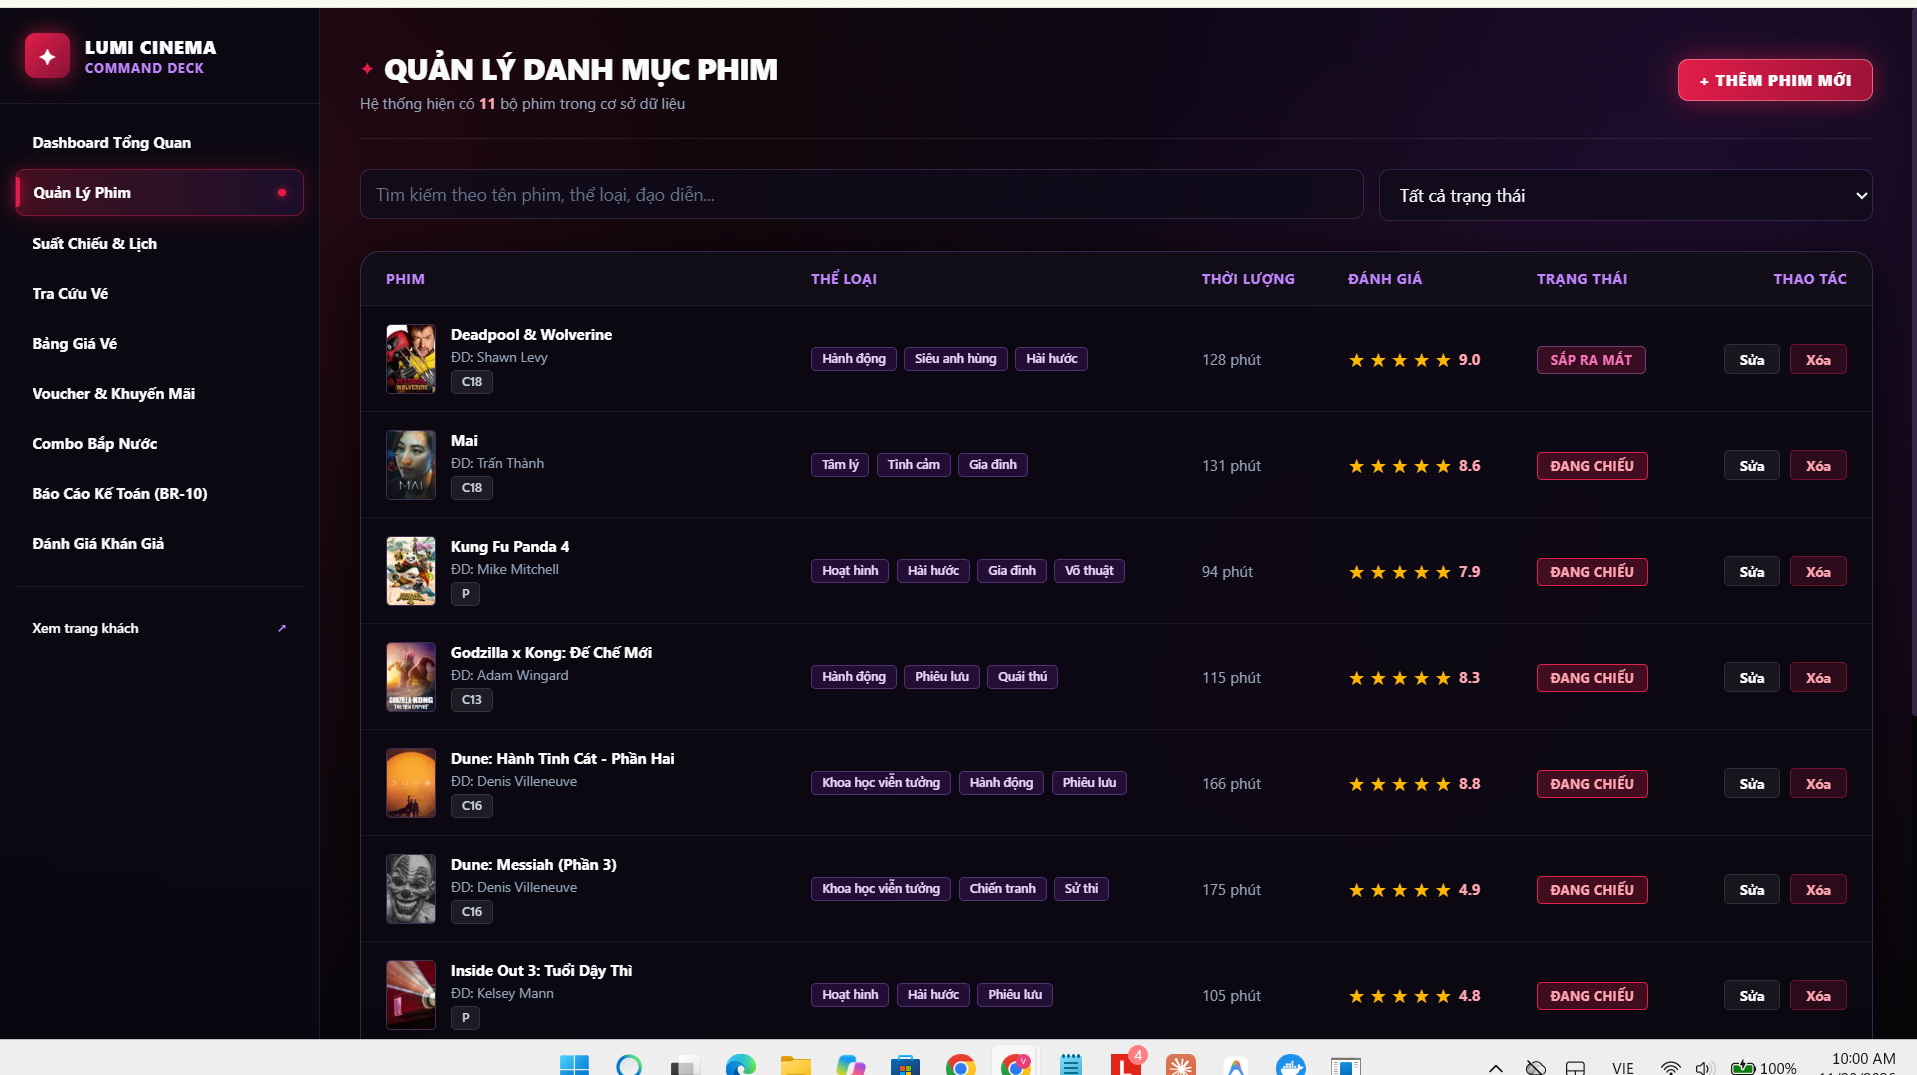 LUMI CINEMA
COMMAND DECK
Dashboard Tổng Quan
Quản Lý Phim
Suất Chiếu & Lịch
Tra Cứu Vé
Bảng Giá Vé
Voucher & Khuyến Mãi
Combo Bắp Nước
Báo Cáo Kế Toán (BR-10)
Đánh Giá Khán Giả
Xem trang khách ↗
✦ QUẢN LÝ DANH MỤC PHIM
Hệ thống hiện có 11 bộ phim trong cơ sở dữ liệu
+ THÊM PHIM MỚI
Tìm kiếm theo tên phim, thể loại, đạo diễn...
Tất cả trạng thái
PHIM THỂ LOẠI THỜI LƯỢNG ĐÁNH GIÁ TRẠNG THÁI THAO TÁC
Deadpool & Wolverine
ĐD: Shawn Levy
C18
Hành động Siêu anh hùng Hài hước 128 phút ★ ★ ★ ★ ★ 9.0 SẮP RA MẮT Sửa Xóa
Mai
ĐD: Trấn Thành
C18
MAI
Tâm lý Tình cảm Gia đình 131 phút ★ ★ ★ ★ ★ 8.6 ĐANG CHIẾU Sửa Xóa
Kung Fu Panda 4
ĐD: Mike Mitchell
P
Hoạt hình Hài hước Gia đình Võ thuật 94 phút ★ ★ ★ ★ ★ 7.9 ĐANG CHIẾU Sửa Xóa
Godzilla x Kong: Đế Chế Mới
ĐD: Adam Wingard
C13
GODZILLA KONG
THE NEW EMPIRE
Hành động Phiêu lưu Quái thú 115 phút ★ ★ ★ ★ ★ 8.3 ĐANG CHIẾU Sửa Xóa
Dune: Hành Tinh Cát - Phần Hai
ĐD: Denis Villeneuve
C16
Khoa học viễn tưởng Hành động Phiêu lưu 166 phút ★ ★ ★ ★ ★ 8.8 ĐANG CHIẾU Sửa Xóa
Dune: Messiah (Phần 3)
ĐD: Denis Villeneuve
C16
Khoa học viễn tưởng Chiến tranh Sử thi 175 phút ★ ★ ★ ★ ★ 4.9 ĐANG CHIẾU Sửa Xóa
Inside Out 3: Tuổi Dậy Thì
ĐD: Kelsey Mann
P
Hoạt hình Hài hước Phiêu lưu 105 phút ★ ★ ★ ★ ★ 4.8 ĐANG CHIẾU Sửa Xóa
4
VIE
100%
10:00 AM